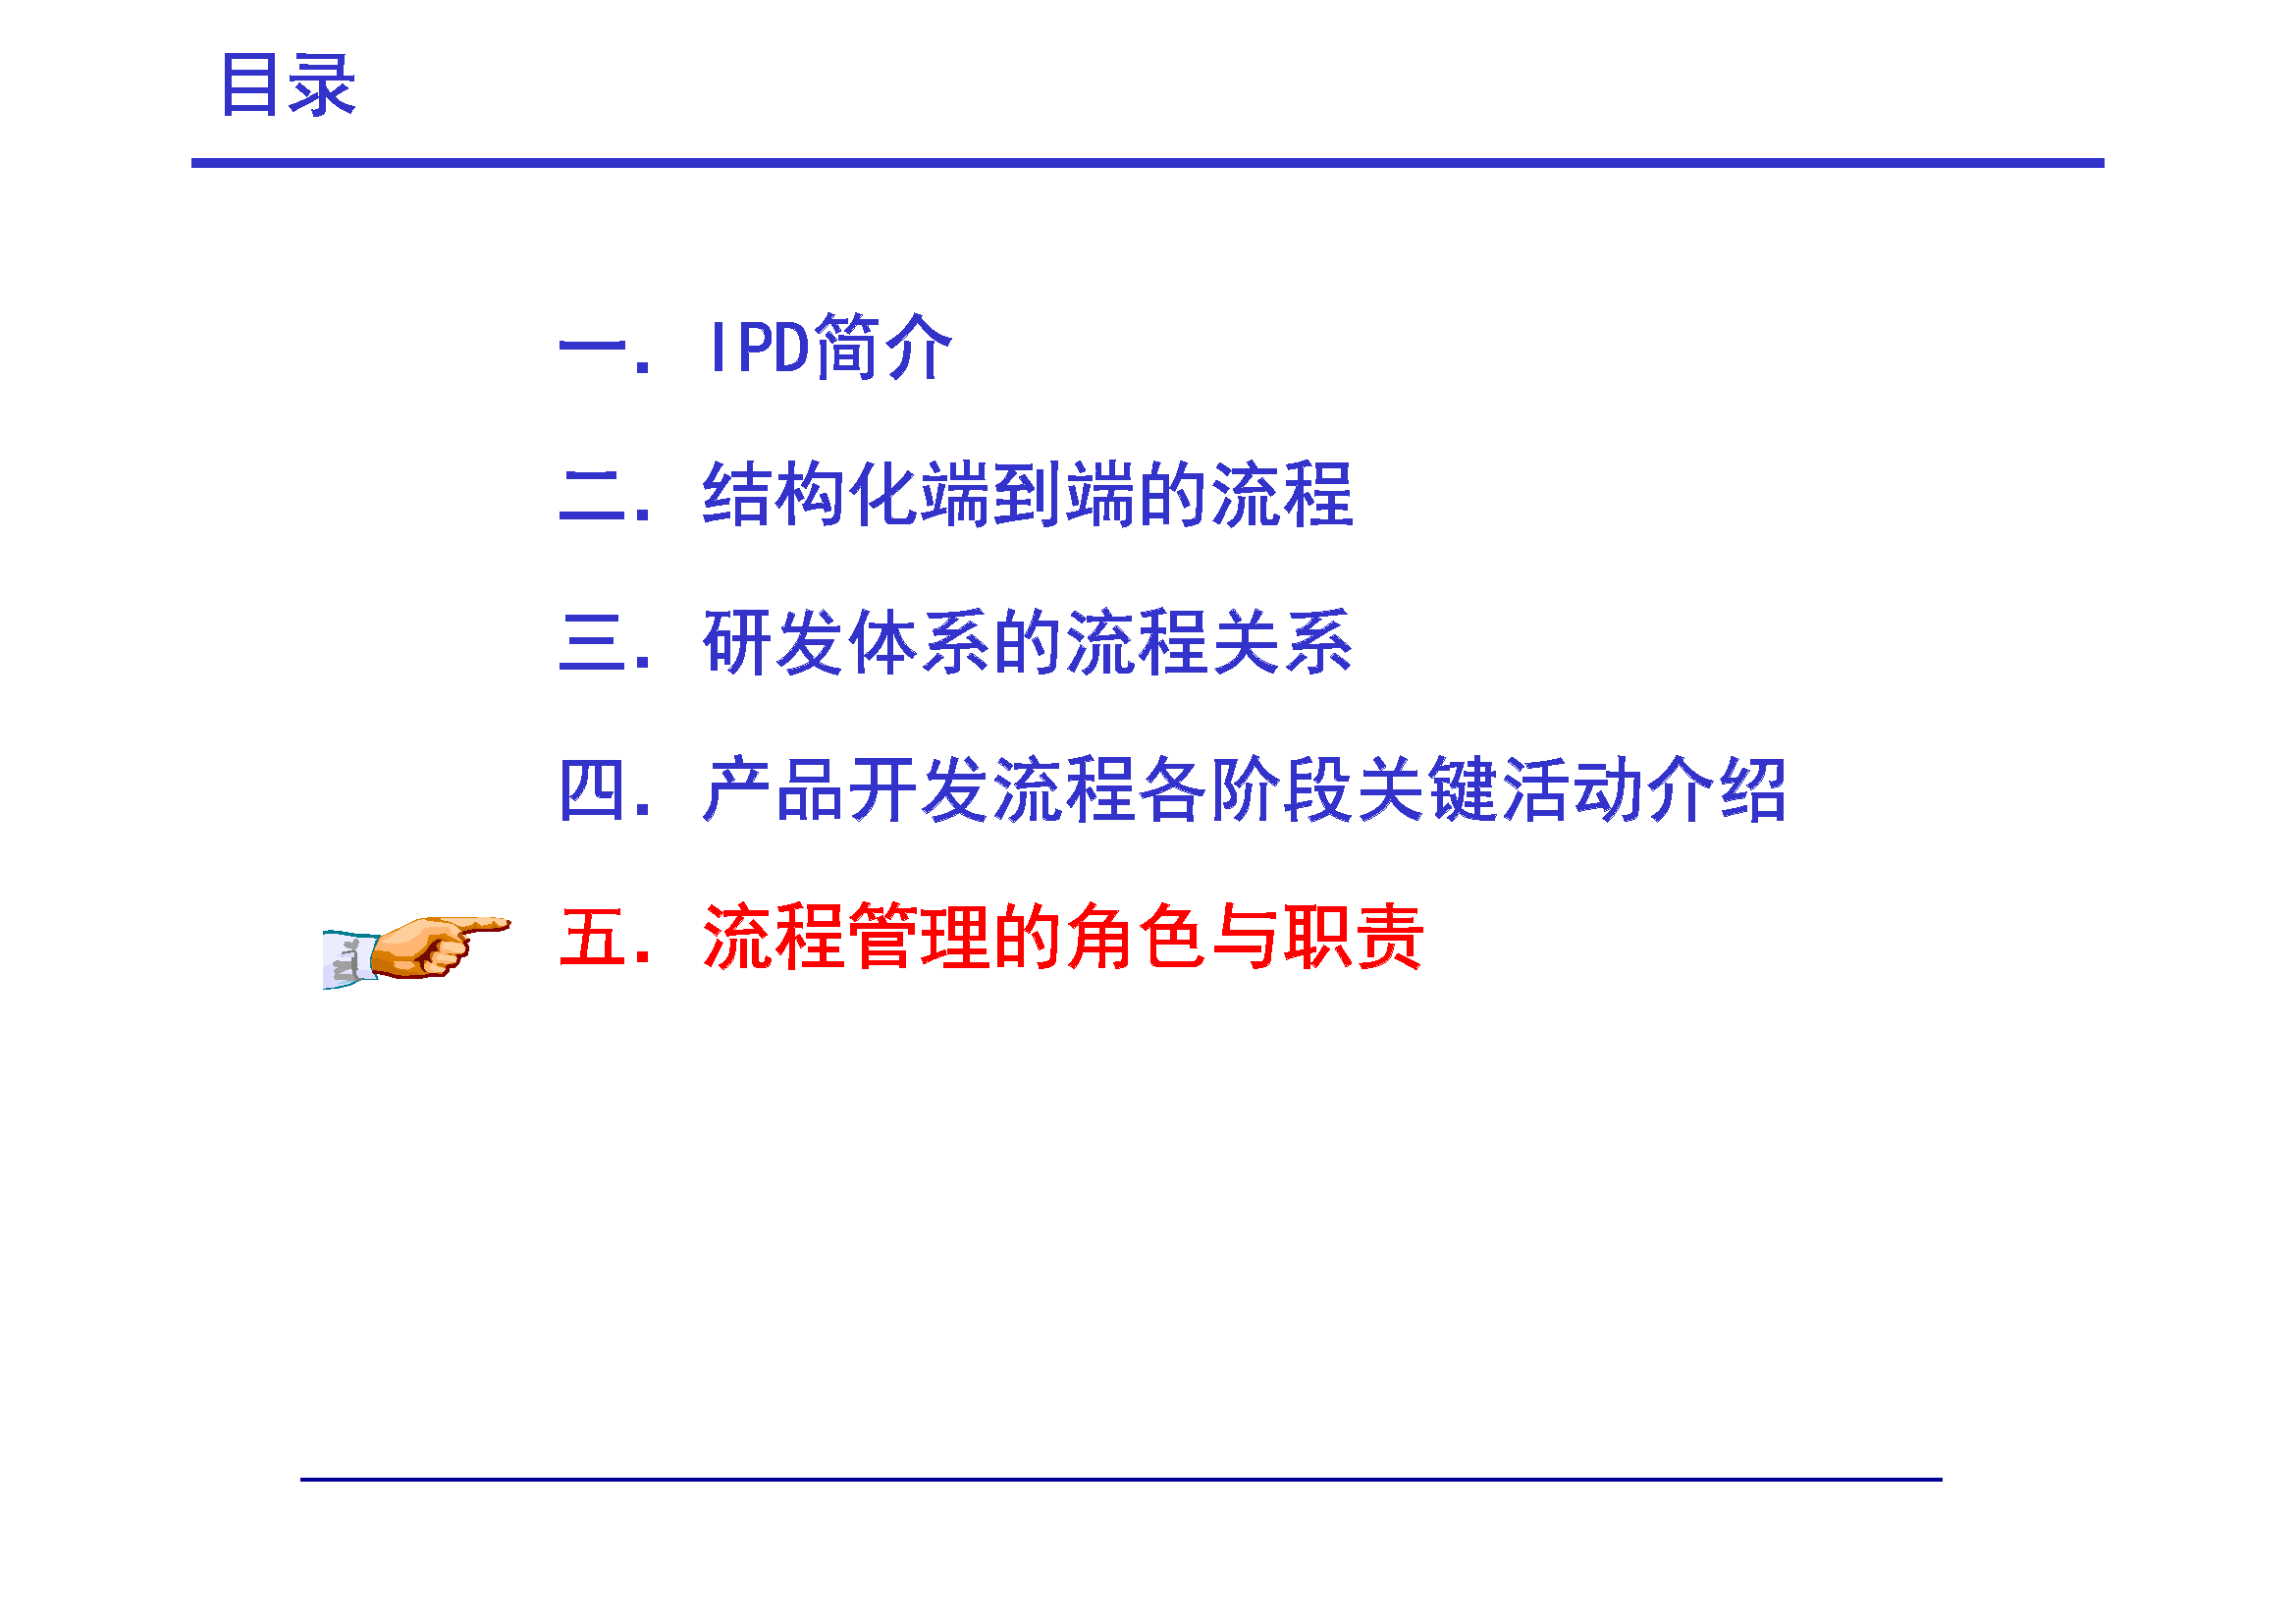 目录
一. IPD简介
二. 结构化端到端的流程
三. 研发体系的流程关系
四. 产品开发流程各阶段关键活动介绍
五. 流程管理的角色与职责